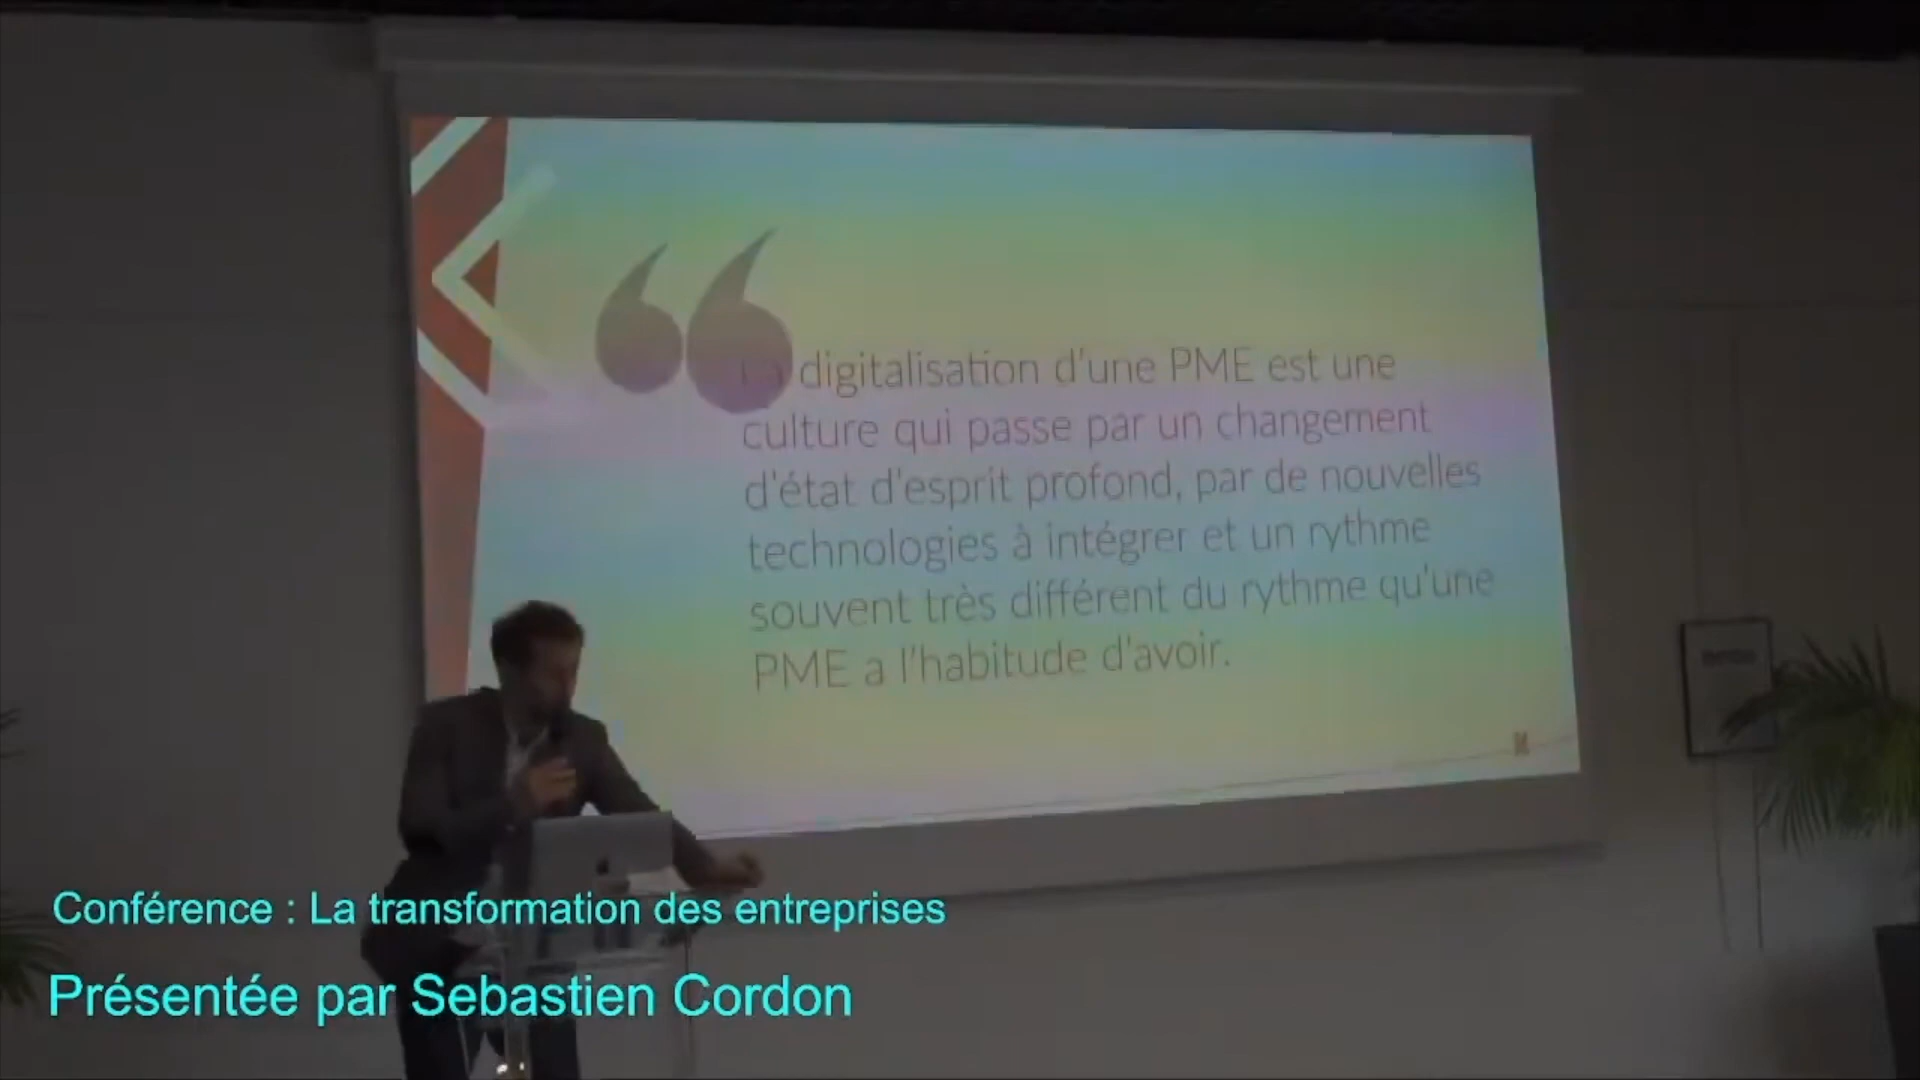 La digitalisation d'une PME est une
culture qui passe par un changement
d'état d'esprit profond, par de nouvelles
technologies à intégrer et un rythme
souvent très différent du rythme qu'une
PME a l'habitude d'avoir.
Conférence : La transformation des entreprises
Présentée par Sebastien Cordon